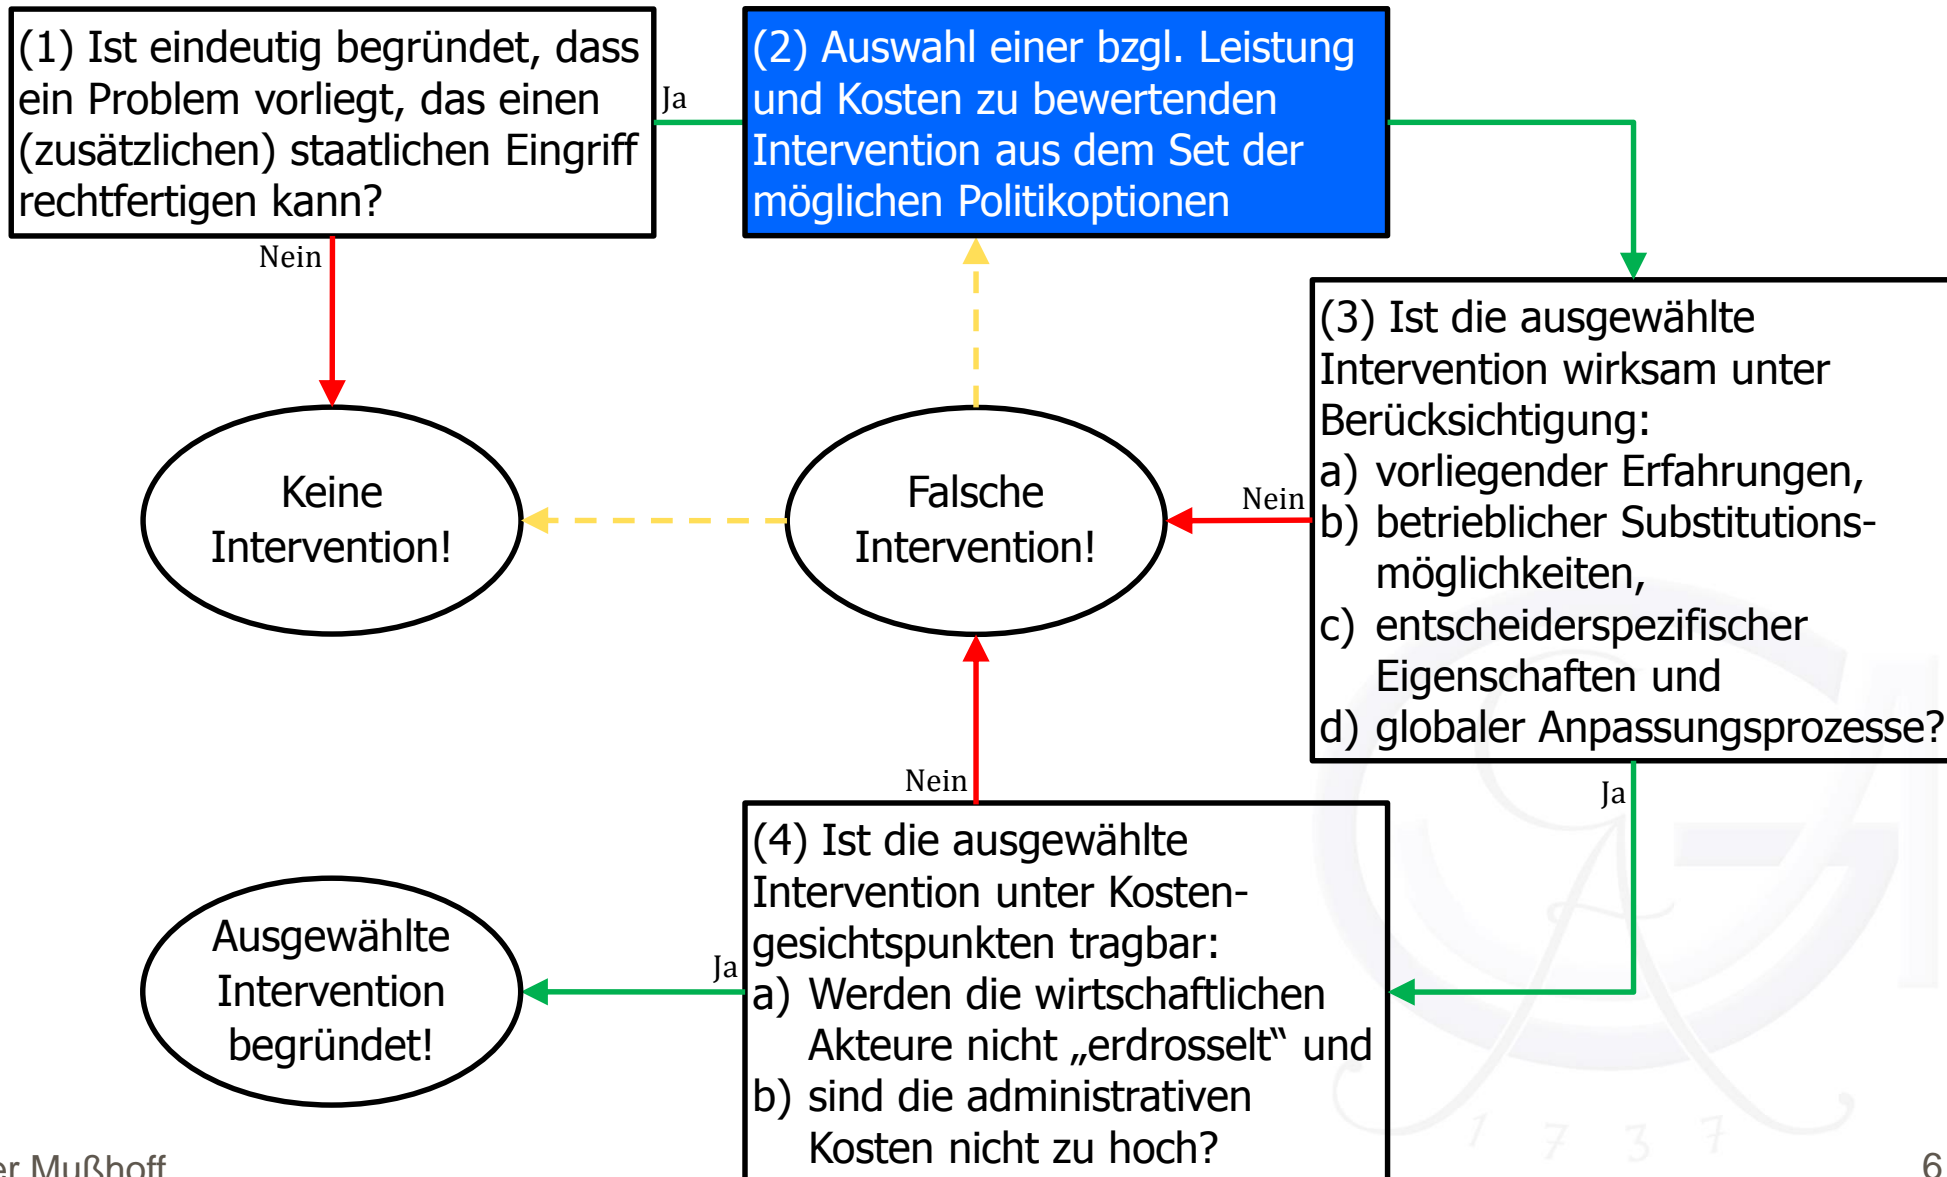 (1) Ist eindeutig begründet, dass
ein Problem vorliegt, das einen
(zusätzlichen) staatlichen Eingriff
rechtfertigen kann?
Ja
(2) Auswahl einer bzgl. Leistung
und Kosten zu bewertenden
Intervention aus dem Set der
möglichen Politikoptionen
Nein
(3) Ist die ausgewählte
Intervention wirksam unter
Berücksichtigung:
a) vorliegender Erfahrungen,
b) betrieblicher Substitutions-
möglichkeiten,
c) entscheiderspezifischer
Eigenschaften und
d) globaler Anpassungsprozesse?
Keine
Intervention!
Falsche
Intervention!
Nein
Nein
Ja
(4) Ist die ausgewählte
Intervention unter Kosten-
gesichtspunkten tragbar:
a) Werden die wirtschaftlichen
Akteure nicht „erdrosselt“ und
b) sind die administrativen
Kosten nicht zu hoch?
Ja
Ausgewählte
Intervention
begründet!
1737
er Mußhoff
6